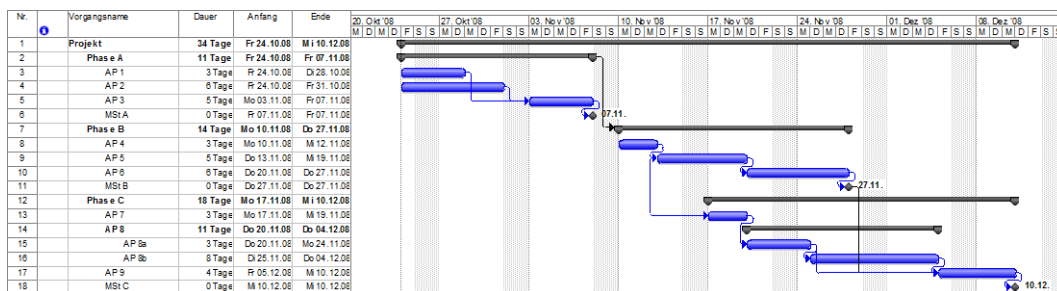 Nr. Vorgangsname Dauer Anfang Ende 20. Okt '08 27. Okt '08 03. Nov '08 10. Nov '08 17. Nov '08 24. Nov '08 01. Dez '08 08. Dez '08
M D M D F S S M D M D F S S M D M D F S S M D M D F S S M D M D F S S M D M D F S S M D M D F S S M D M D F S S
1 Projekt 34 Tage Fr 24.10.08 Mi 10.12.08
2 Phase A 11 Tage Fr 24.10.08 Fr 07.11.08
3 AP 1 3 Tage Fr 24.10.08 Di 28.10.08
4 AP 2 6 Tage Fr 24.10.08 Fr 31.10.08
5 AP 3 5 Tage Mo 03.11.08 Fr 07.11.08
6 MSt A 0 Tage Fr 07.11.08 Fr 07.11.08 07.11.
7 Phase B 14 Tage Mo 10.11.08 Do 27.11.08
8 AP 4 3 Tage Mo 10.11.08 Mi 12.11.08
9 AP 5 5 Tage Do 13.11.08 Mi 19.11.08
10 AP 6 6 Tage Do 20.11.08 Do 27.11.08
11 MSt B 0 Tage Do 27.11.08 Do 27.11.08 27.11.
12 Phase C 18 Tage Mo 17.11.08 Mi 10.12.08
13 AP 7 3 Tage Mo 17.11.08 Mi 19.11.08
14 AP 8 11 Tage Do 20.11.08 Do 04.12.08
15 AP 8a 3 Tage Do 20.11.08 Mo 24.11.08
16 AP 8b 8 Tage Di 25.11.08 Do 04.12.08
17 AP 9 4 Tage Fr 05.12.08 Mi 10.12.08
18 MSt C 0 Tage Mi 10.12.08 Mi 10.12.08 10.12.